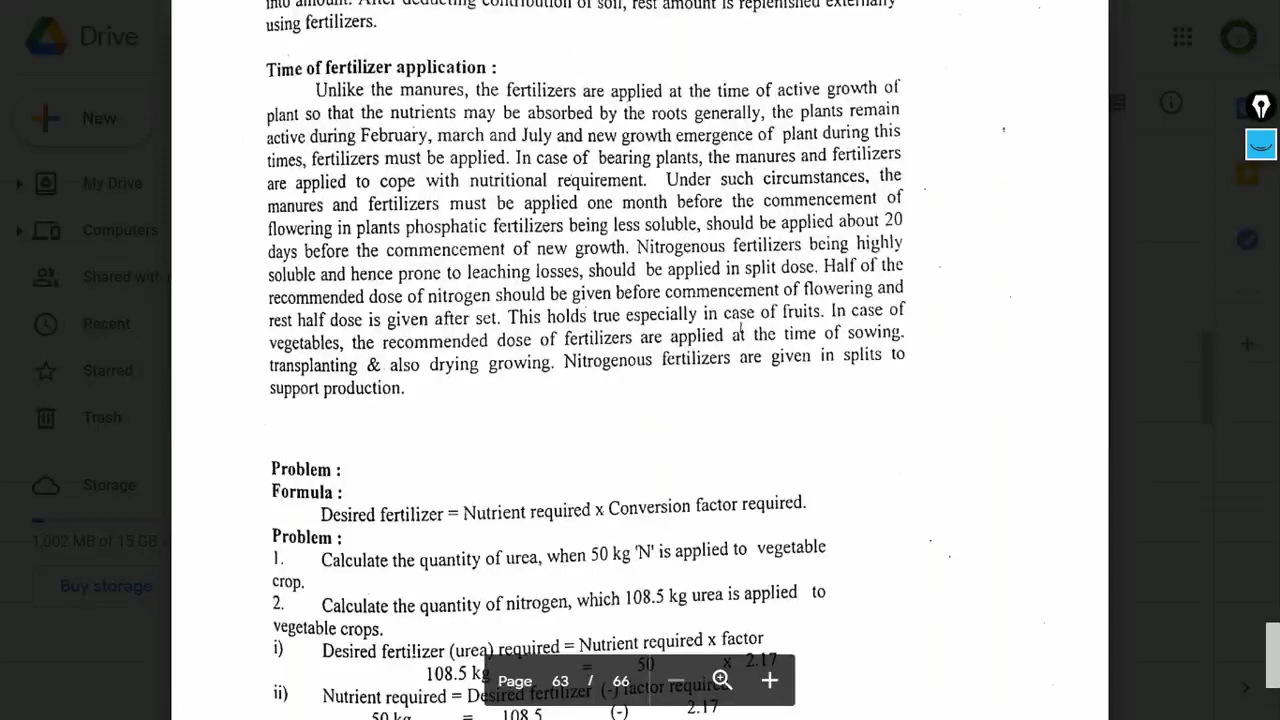 into amount. After deducting contribution of soil, rest amount is replenished externally
using fertilizers.
Drive
New
My Drive
Computers
Shared with
Recent
Starred
Trash
Storage
1,002 MB of 15 GB
Buy storage
Time of fertilizer application :
Unlike the manures, the fertilizers are applied at the time of active growth of
plant so that the nutrients may be absorbed by the roots generally, the plants remain
active during February, march and July and new growth emergence of plant during this
times, fertilizers must be applied. In case of bearing plants, the manures and fertilizers
are applied to cope with nutritional requirement. Under such circumstances, the
manures and fertilizers must be applied one month before the commencement of
flowering in plants phosphatic fertilizers being less soluble, should be applied about 20
days before the commencement of new growth. Nitrogenous fertilizers being highly
soluble and hence prone to leaching losses, should be applied in split dose. Half of the
recommended dose of nitrogen should be given before commencement of flowering and
rest half dose is given after set. This holds true especially in case of fruits. In case of
vegetables, the recommended dose of fertilizers are applied at the time of sowing.
transplanting & also drying growing. Nitrogenous fertilizers are given in splits to
support production.
Problem :
Formula :
Desired fertilizer = Nutrient required x Conversion factor required.
Problem :
1. Calculate the quantity of urea, when 50 kg 'N' is applied to vegetable
crop.
2. Calculate the quantity of nitrogen, which 108.5 kg urea is applied to
vegetable crops.
i) Desired fertilizer (urea) required = Nutrient required x factor
108.5 kg = 50 x 2.17
ii) Nutrient required = Desired fertilizer (-) factor required
50 kg = 108.5 (-) 2.17
Page 63 / 66